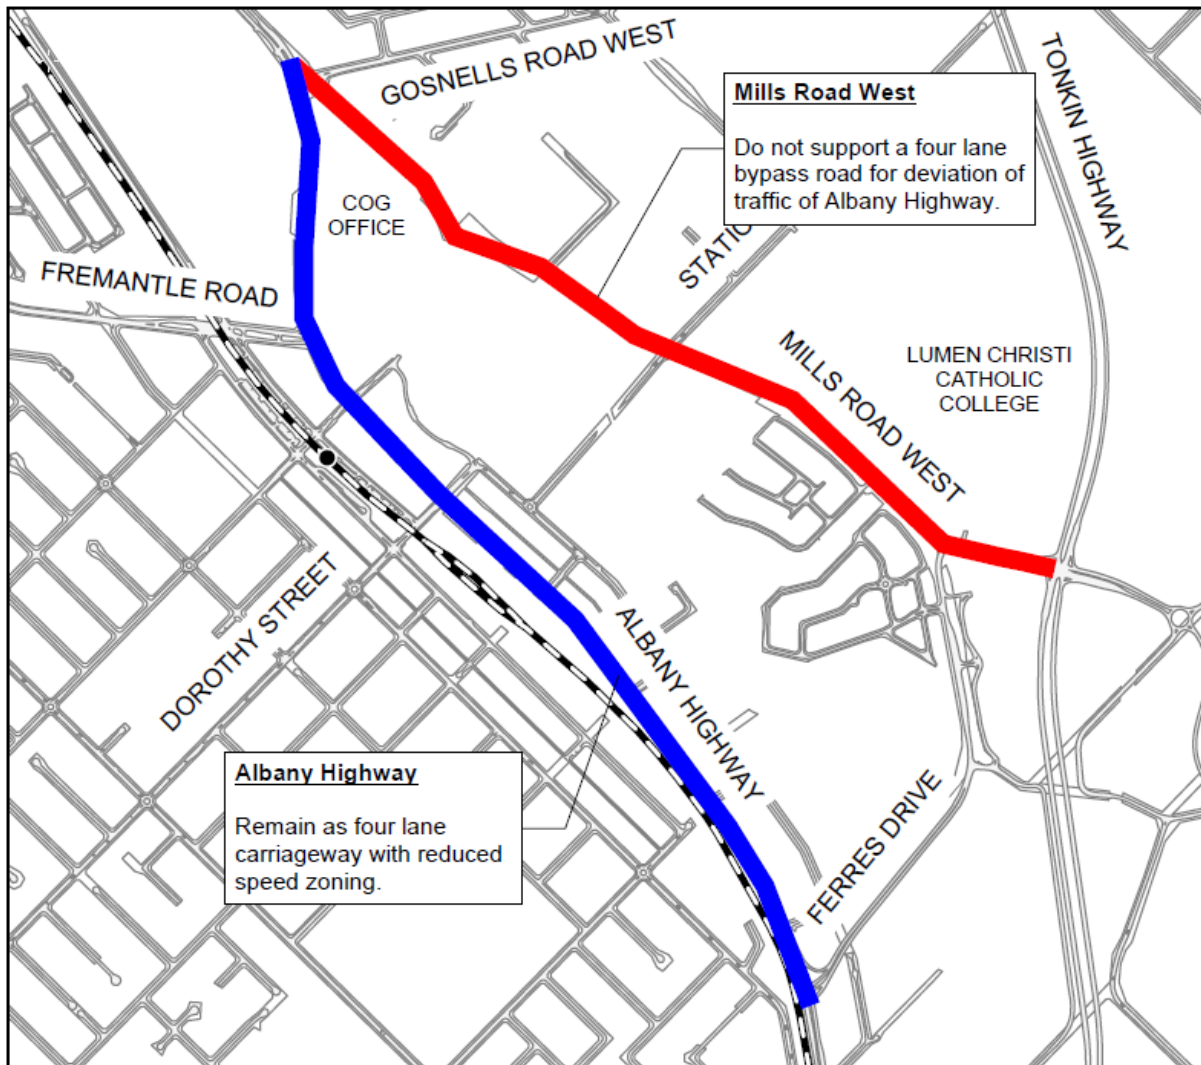 GOSNELLS ROAD WEST
TONKIN HIGHWAY
Mills Road West
Do not support a four lane
bypass road for deviation of
traffic of Albany Highway.
COG
OFFICE
STATIO
FREMANTLE ROAD
MILLS ROAD WEST
LUMEN CHRISTI
CATHOLIC
COLLEGE
DOROTHY STREET
ALBANY HIGHWAY
Albany Highway
Remain as four lane
carriageway with reduced
speed zoning.
FERRES DRIVE